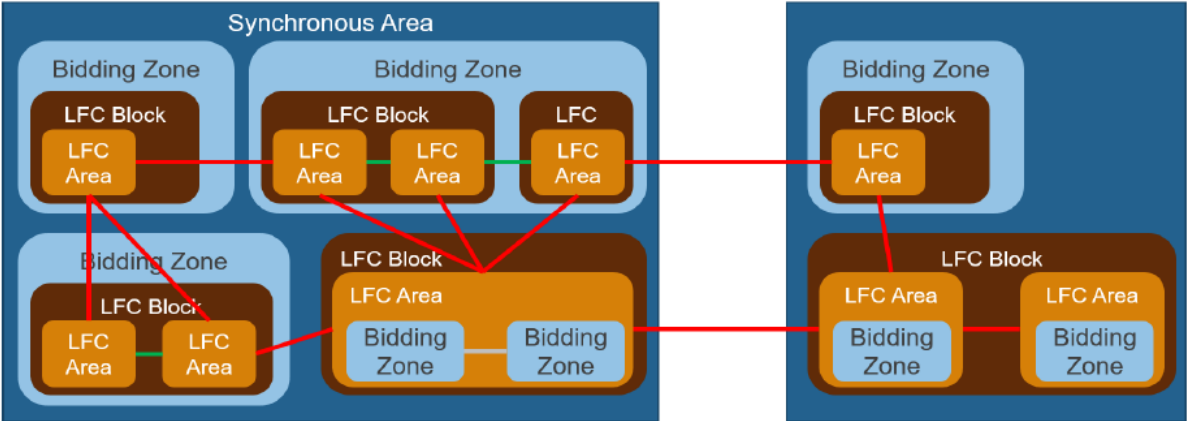 Synchronous Area
Bidding Zone
LFC Block
LFC
Area
Bidding Zone
LFC Block
LFC
Area
LFC
Area
LFC
LFC
Area
Bidding Zone
LFC Block
LFC
Area
Bidding Zone
LFC Block
LFC
Area
LFC
Area
LFC Block
LFC Area
Bidding
Zone
Bidding
Zone
LFC Block
LFC Area
Bidding
Zone
LFC Area
Bidding
Zone